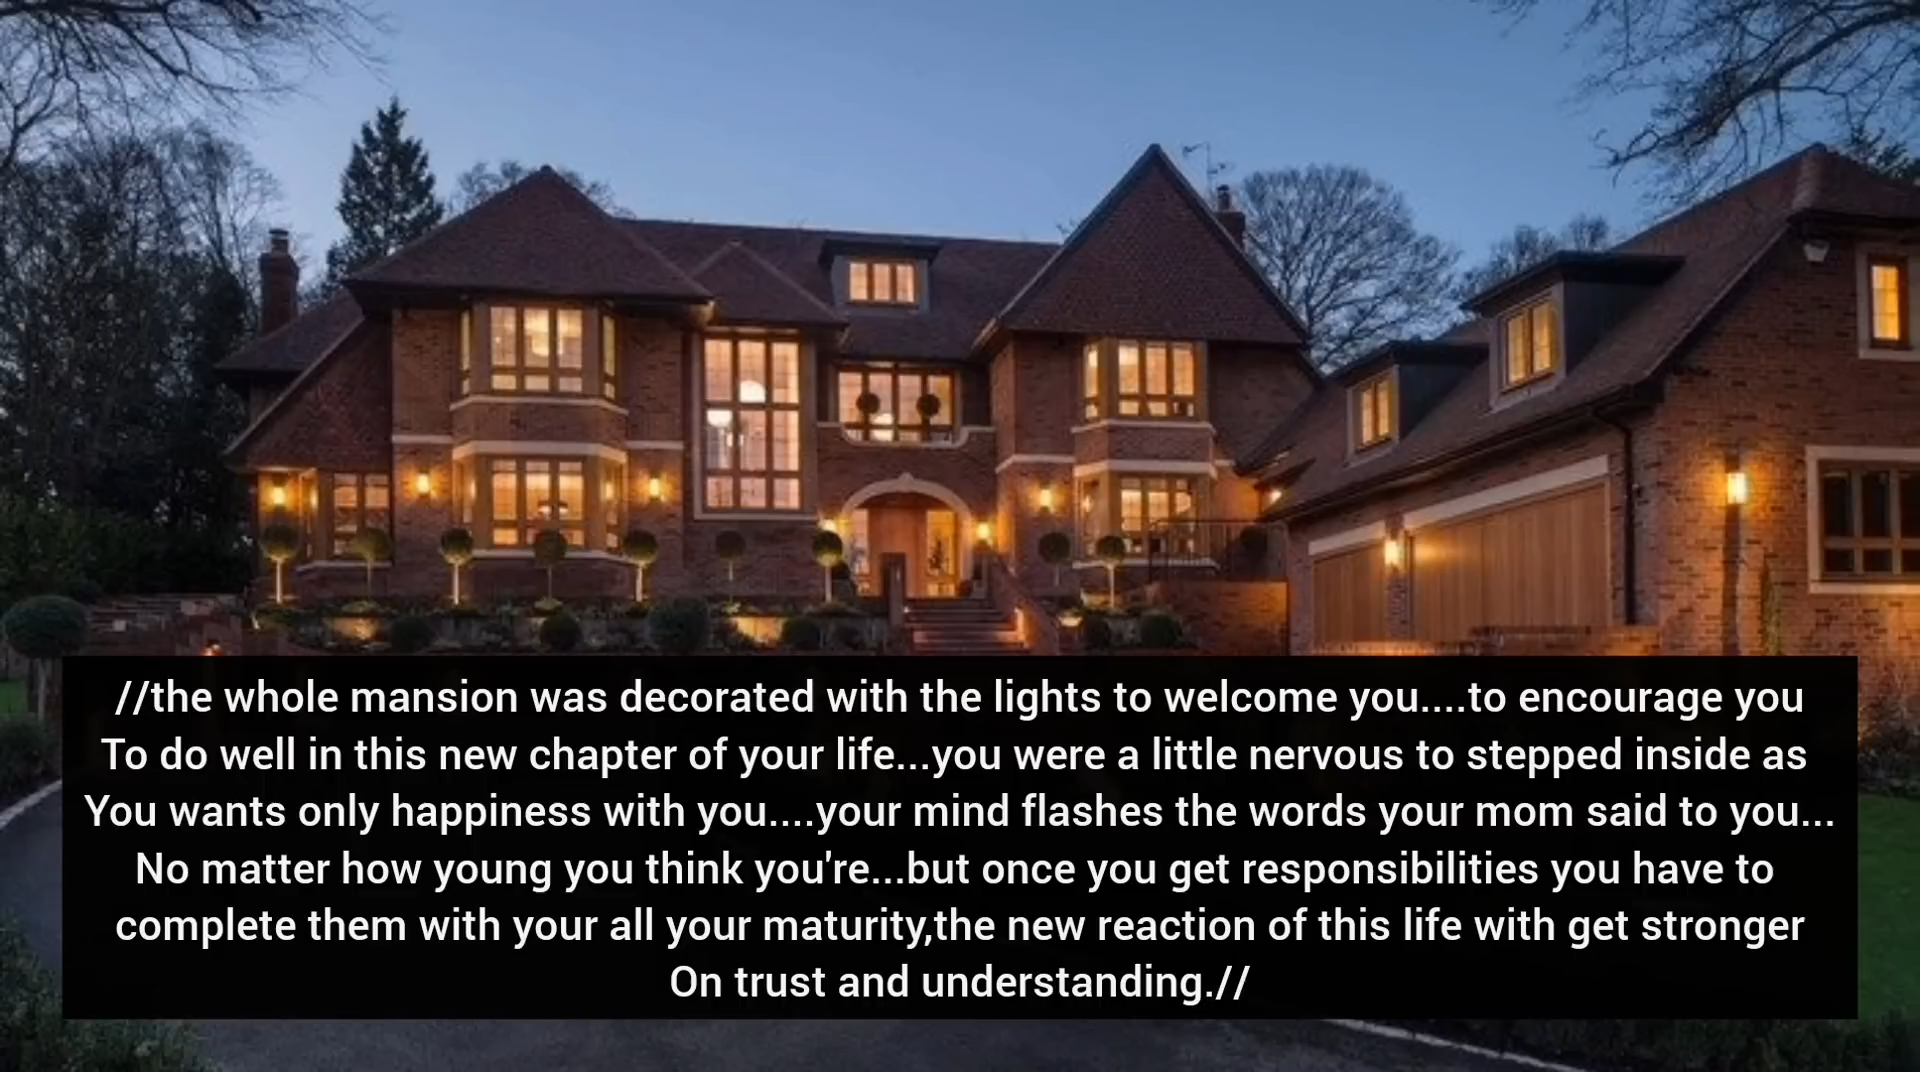 //the whole mansion was decorated with the lights to welcome you....to encourage you
To do well in this new chapter of your life...you were a little nervous to stepped inside as
You wants only happiness with you....your mind flashes the words your mom said to you...
No matter how young you think you're...but once you get responsibilities you have to
complete them with your all your maturity,the new reaction of this life with get stronger
On trust and understanding.//